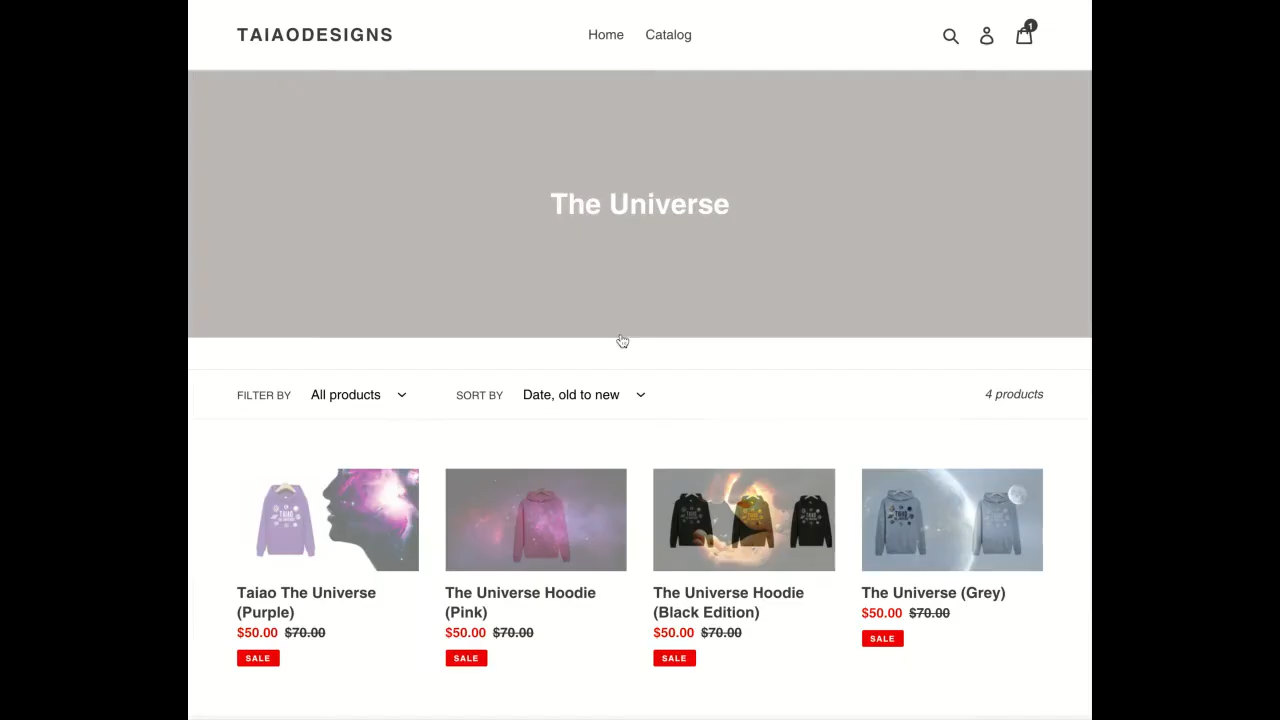 TAIAODESIGNS
Home Catalog
1
The Universe
FILTER BY All products SORT BY Date, old to new 4 products
Taiao The Universe
(Purple)
$50.00 $70.00
SALE
The Universe Hoodie
(Pink)
$50.00 $70.00
SALE
The Universe Hoodie
(Black Edition)
$50.00 $70.00
SALE
The Universe (Grey)
$50.00 $70.00
SALE